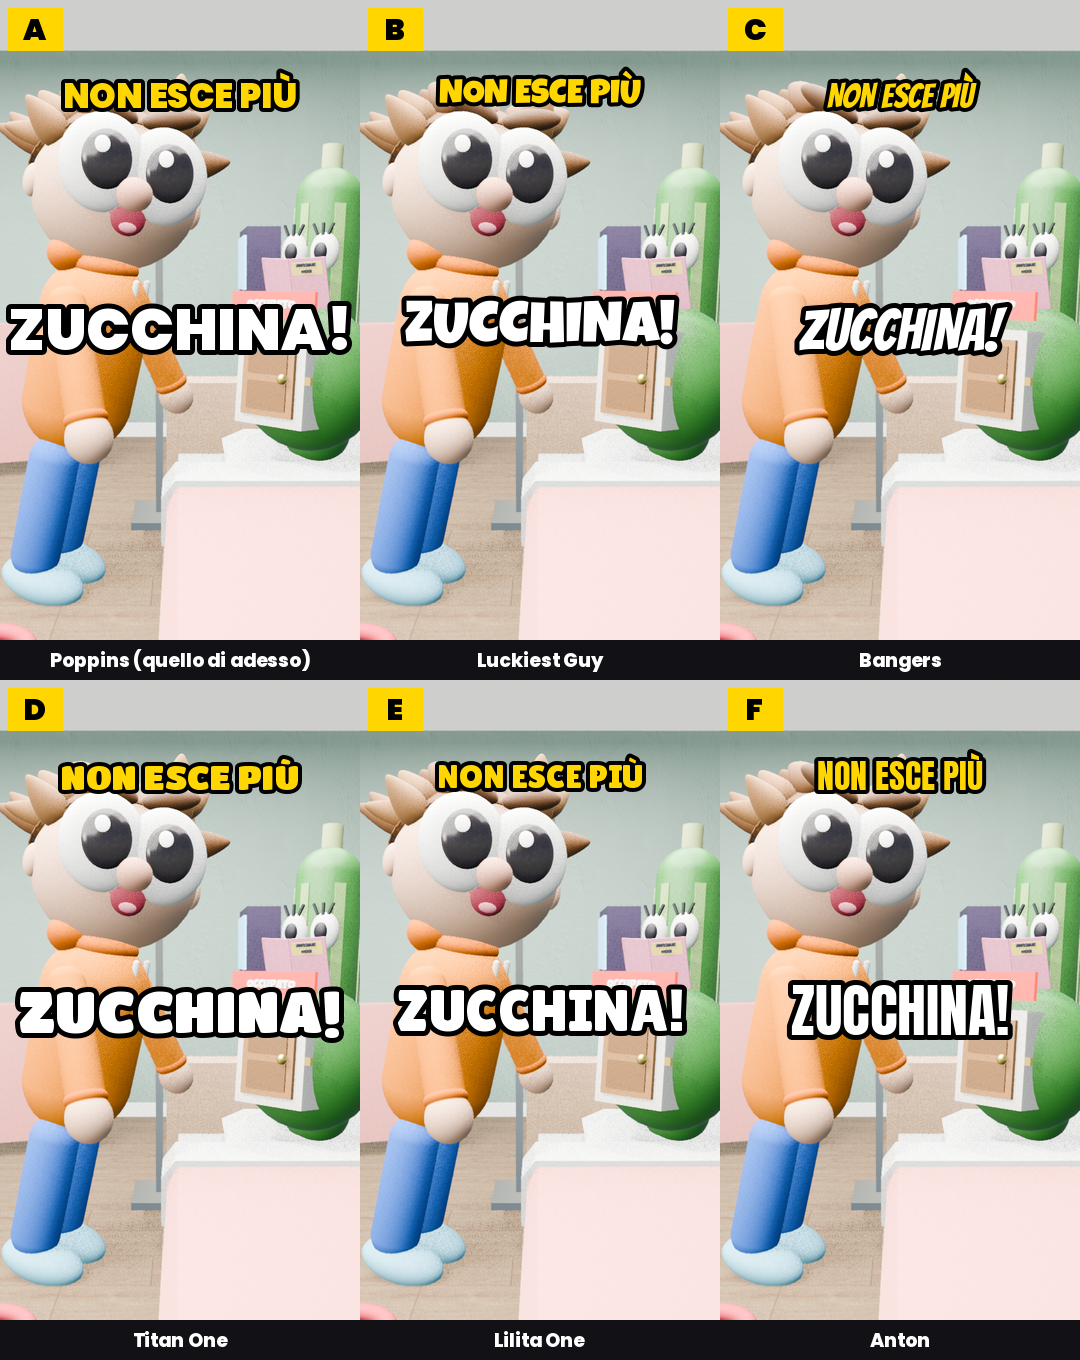 A
NON ESCE PIÙ
ZUCCHINA!
Poppins (quello di adesso)
B
NON ESCE PIÙ
ZUCCHINA!
Luckiest Guy
C
NON ESCE PIÙ
ZUCCHINA!
Bangers
D
NON ESCE PIÙ
ZUCCHINA!
Titan One
E
NON ESCE PIÙ
ZUCCHINA!
Lilita One
F
NON ESCE PIÙ
ZUCCHINA!
Anton